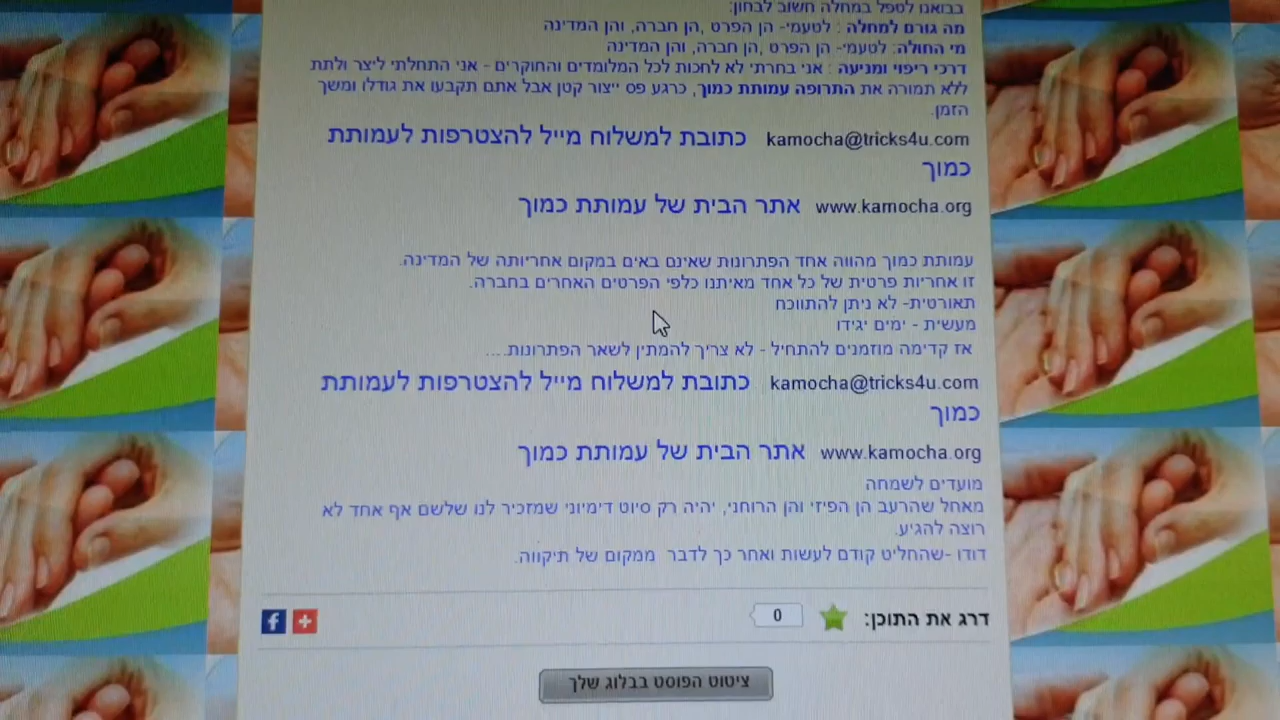 בבואנו לטפל במחלה חשוב לבחון:
מה גורם למחלה : לטעמי- הן הפרט ,הן חברה, והן המדינה
מי החולה: לטעמי- הן הפרט ,הן חברה, והן המדינה
דרכי ריפוי ומניעה : אני בחרתי לא לחכות לכל המלומדים והחוקרים - אני התחלתי ליצר ולתת
ללא תמורה את התרופה עמותת כמוך, כרגע פס ייצור קטן אבל אתם תקבעו את גודלו ומשך
הזמן.
kamocha@tricks4u.com כתובת למשלוח מייל להצטרפות לעמותת
כמוך
www.kamocha.org אתר הבית של עמותת כמוך
עמותת כמוך מהווה אחד הפתרונות שאינם באים במקום אחריותה של המדינה.
זו אחריות פרטית של כל אחד מאיתנו כלפי הפרטים האחרים בחברה.
תאורטית- לא ניתן להתווכח
מעשית - ימים יגידו
אז קדימה מוזמנים להתחיל - לא צריך להמתין לשאר הפתרונות....
kamocha@tricks4u.com כתובת למשלוח מייל להצטרפות לעמותת
כמוך
www.kamocha.org אתר הבית של עמותת כמוך
מועדים לשמחה
מאחל שהרעב הן הפיזי והן הרוחני, יהיה רק סיוט דימיוני שמזכיר לנו שלשם אף אחד לא
רוצה להגיע.
דודו -שהחליט קודם לעשות ואחר כך לדבר ממקום של תיקווה.
דרג את התוכן: 0
ציטוט הפוסט בבלוג שלך